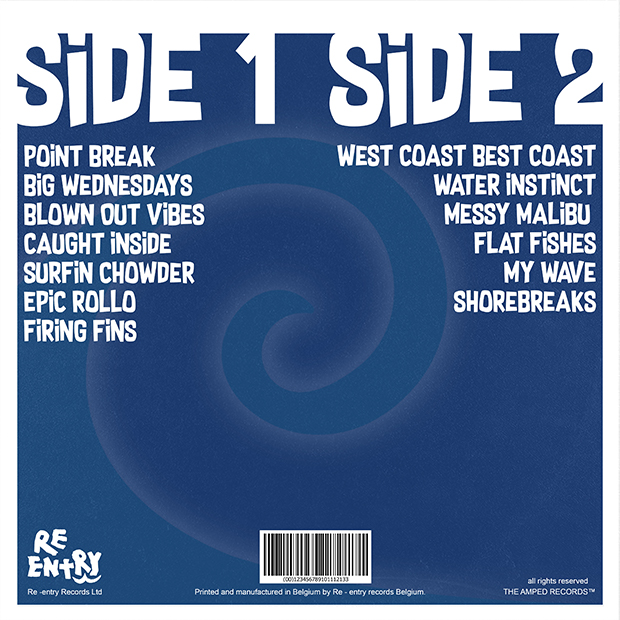 SiDE 1 SiDE 2
POiNT BREAK
BiG WEDNESDAYS
BLOWN OUT ViBES
CAUGHT iNSiDE
SURFiN CHOWDER
EPiC ROLLO
FiRiNG FiNS
WEST COAST BEST COAST
WATER iNSTiNCT
MESSY MALiBU
FLAT FiSHES
MY WAVE
SHOREBREAKS
RE
ENtRY
Re -entry Records Ltd
(00)123456789101112133
Printed and manufactured in Belgium by Re - entry records Belgium.
all rights reserved
THE AMPED RECORDS™